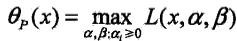 θ_P(x) = max_{α,β;α_i≥0} L(x,α,β)